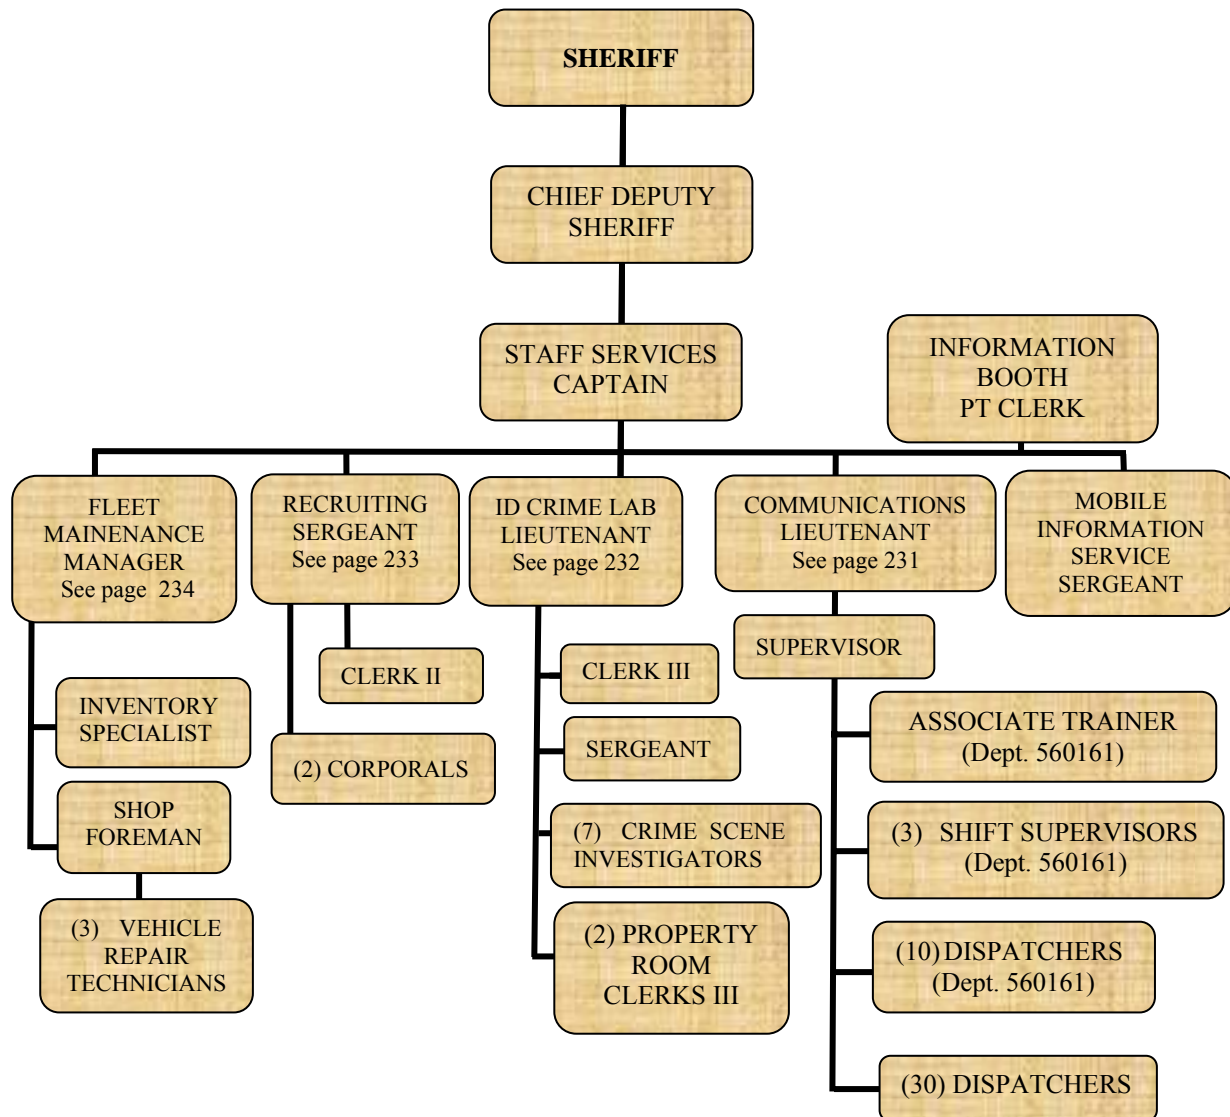 SHERIFF
CHIEF DEPUTY
SHERIFF
STAFF SERVICES
CAPTAIN
INFORMATION
BOOTH
PT CLERK
FLEET
MAINENANCE
MANAGER
See page 234
RECRUITING
SERGEANT
See page 233
ID CRIME LAB
LIEUTENANT
See page 232
COMMUNICATIONS
LIEUTENANT
See page 231
MOBILE
INFORMATION
SERVICE
SERGEANT
INVENTORY
SPECIALIST
SHOP
FOREMAN
(3) VEHICLE
REPAIR
TECHNICIANS
CLERK II
(2) CORPORALS
CLERK III
SERGEANT
(7) CRIME SCENE
INVESTIGATORS
(2) PROPERTY
ROOM
CLERKS III
SUPERVISOR
ASSOCIATE TRAINER
(Dept. 560161)
(3) SHIFT SUPERVISORS
(Dept. 560161)
(10) DISPATCHERS
(Dept. 560161)
(30) DISPATCHERS